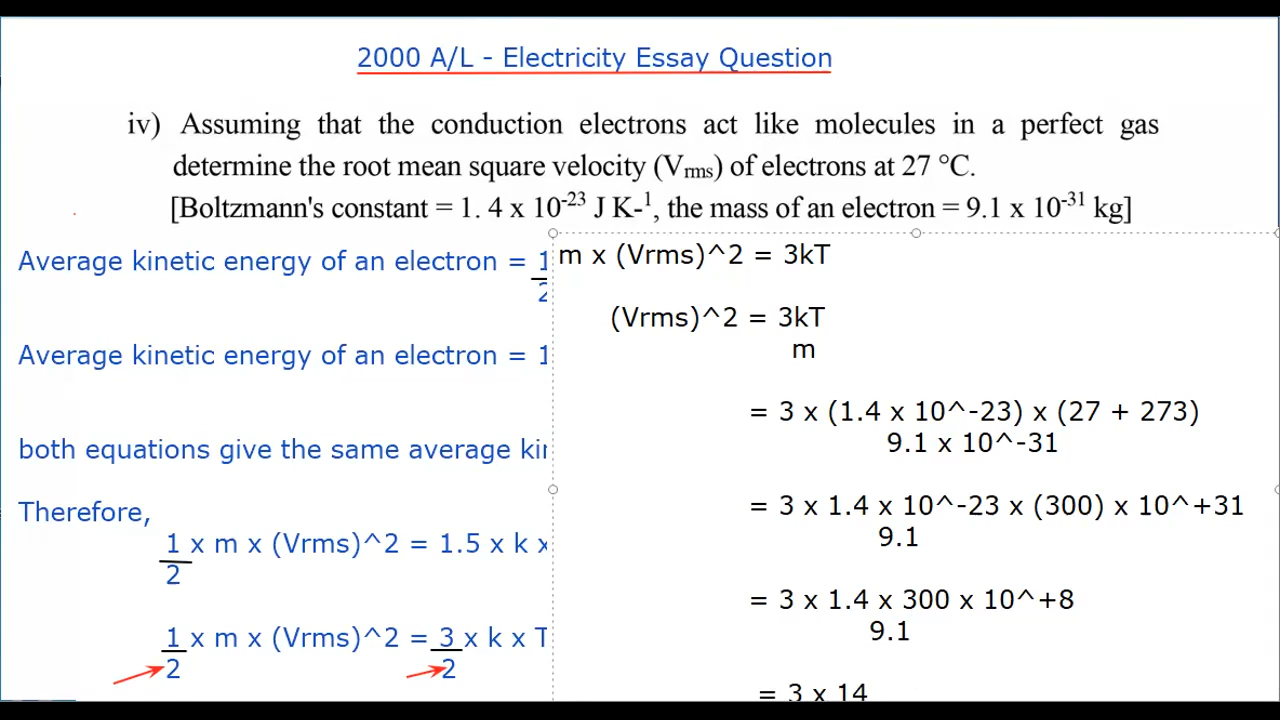 2000 A/L - Electricity Essay Question
iv) Assuming that the conduction electrons act like molecules in a perfect gas
determine the root mean square velocity (Vrms) of electrons at 27 °C.
[Boltzmann's constant = 1. 4 x 10-23 J K-1, the mass of an electron = 9.1 x 10-31 kg]
Average kinetic energy of an electron = 1
2
Average kinetic energy of an electron = 1
both equations give the same average kin
Therefore,
1 x m x (Vrms)^2 = 1.5 x k x
2
1 x m x (Vrms)^2 = 3 x k x T
2 2
m x (Vrms)^2 = 3kT
(Vrms)^2 = 3kT
m
= 3 x (1.4 x 10^-23) x (27 + 273)
9.1 x 10^-31
= 3 x 1.4 x 10^-23 x (300) x 10^+31
9.1
= 3 x 1.4 x 300 x 10^+8
9.1
= 3 x 14